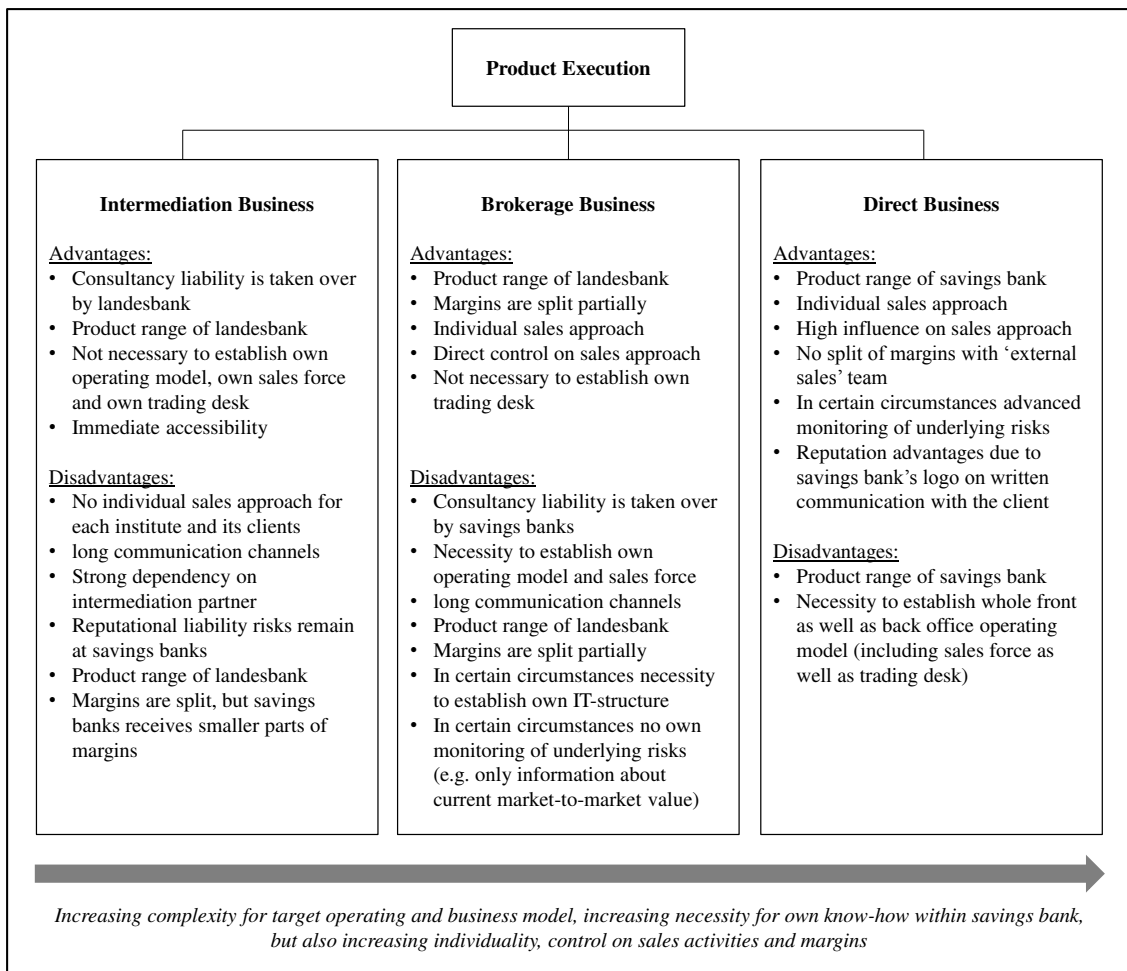 Product Execution
Intermediation Business
Advantages:
• Consultancy liability is taken over
by landesbank
• Product range of landesbank
• Not necessary to establish own
operating model, own sales force
and own trading desk
• Immediate accessibility
Disadvantages:
• No individual sales approach for
each institute and its clients
• long communication channels
• Strong dependency on
intermediation partner
• Reputational liability risks remain
at savings banks
• Product range of landesbank
• Margins are split, but savings
banks receives smaller parts of
margins
Brokerage Business
Advantages:
• Product range of landesbank
• Margins are split partially
• Individual sales approach
• Direct control on sales approach
• Not necessary to establish own
trading desk
Disadvantages:
• Consultancy liability is taken over
by savings banks
• Necessity to establish own
operating model and sales force
• long communication channels
• Product range of landesbank
• Margins are split partially
• In certain circumstances necessity
to establish own IT-structure
• In certain circumstances no own
monitoring of underlying risks
(e.g. only information about
current market-to-market value)
Direct Business
Advantages:
• Product range of savings bank
• Individual sales approach
• High influence on sales approach
• No split of margins with ‘external
sales’ team
• In certain circumstances advanced
monitoring of underlying risks
• Reputation advantages due to
savings bank’s logo on written
communication with the client
Disadvantages:
• Product range of savings bank
• Necessity to establish whole front
as well as back office operating
model (including sales force as
well as trading desk)
Increasing complexity for target operating and business model, increasing necessity for own know-how within savings bank,
but also increasing individuality, control on sales activities and margins